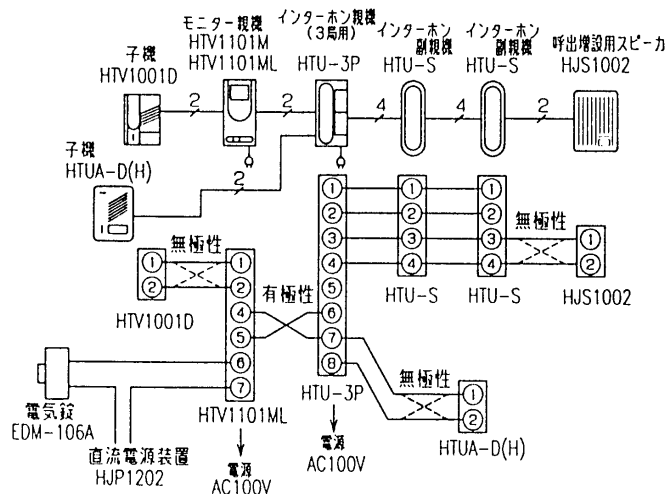 子機
HTV1001D
モニター親機
HTV1101M
HTV1101ML
インターホン親機
(3局用)
HTU-3P
インターホン
副親機
HTU-S
インターホン
副親機
HTU-S
呼出増設用スピーカ
HJS1002
2
2
4
4
2
子機
HTUA-D(H)
2
無極性
① ②
HTV1001D
① ② ④ ⑤ ⑥ ⑦
HTV1101ML
有極性
① ② ③ ④ ⑤ ⑥ ⑦ ⑧
HTU-3P
① ② ③ ④
HTU-S
① ② ③ ④
HTU-S
無極性
① ②
HJS1002
無極性
① ②
HTUA-D(H)
電気錠
EDM-106A
直流電源装置
HJP1202
電源
AC100V
電源
AC100V